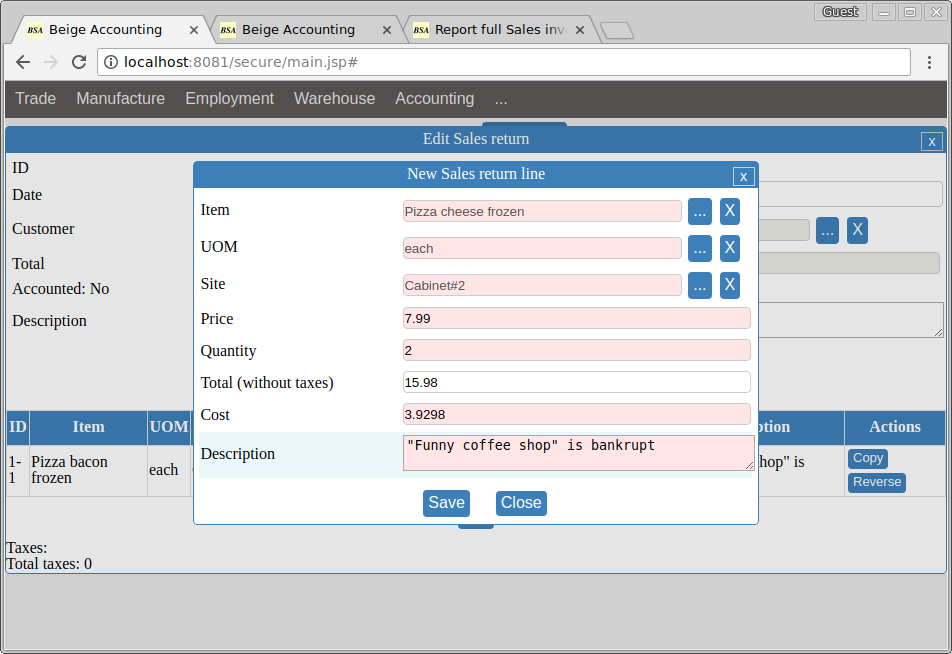 Guest
BSA Beige Accounting
BSA Beige Accounting
BSA Report full Sales inv
localhost:8081/secure/main.jsp#
Trade Manufacture Employment Warehouse Accounting ...
Edit Sales return x
ID
Date
Customer ... X
Total
Accounted: No
Description
New Sales return line x
Item Pizza cheese frozen ... X
UOM each ... X
Site Cabinet#2 ... X
Price 7.99
Quantity 2
Total (without taxes) 15.98
Cost 3.9298
Description "Funny coffee shop" is bankrupt
Save Close
ID Item UOM Actions
1-1 Pizza bacon frozen each hop" is Copy
Reverse
Taxes:
Total taxes: 0